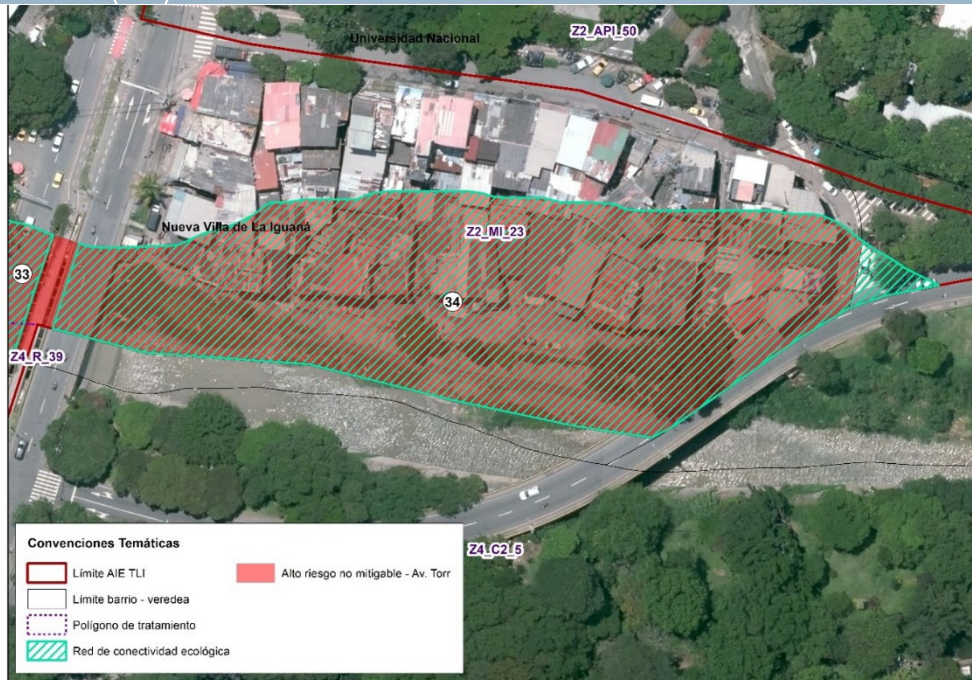 Universidad Nacional
Z2_API_50
Nueva Villa de La Iguaná
Z2_MI_23
33
34
Z4_R_39
Z4_C2_5
Convenciones Temáticas
Límite AIE TLI
Alto riesgo no mitigable - Av. Torr
Límite barrio - veredea
Polígono de tratamiento
Red de conectividad ecológica